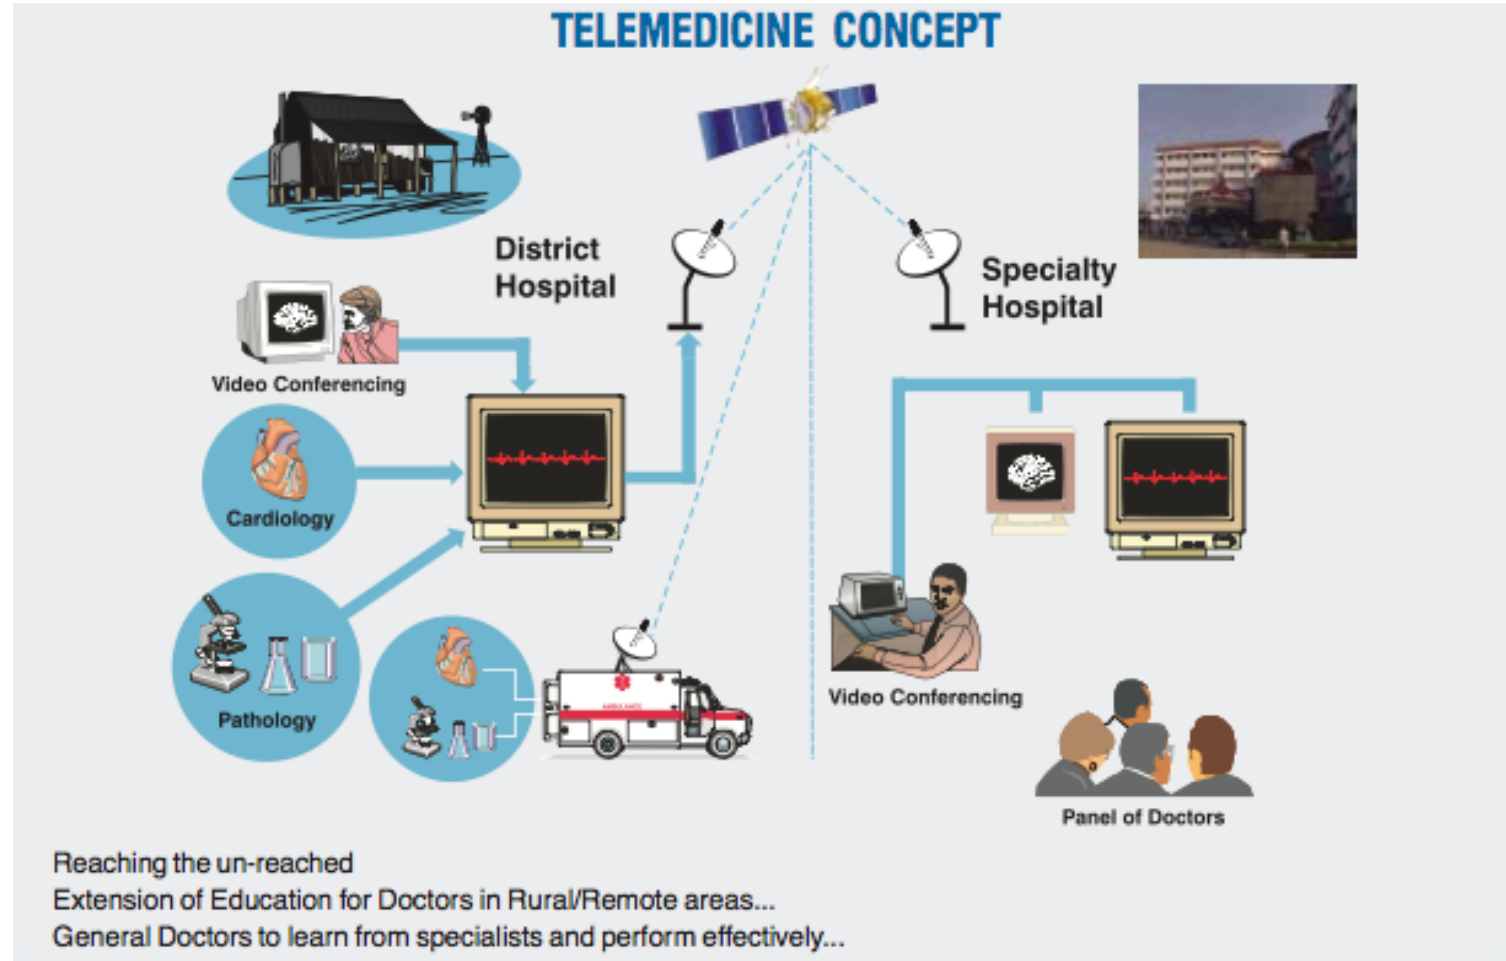 TELEMEDICINE CONCEPT
District
Hospital
Specialty
Hospital
Video Conferencing
Cardiology
Pathology
AMBULANCE
Video Conferencing
Panel of Doctors
Reaching the un-reached
Extension of Education for Doctors in Rural/Remote areas...
General Doctors to learn from specialists and perform effectively...